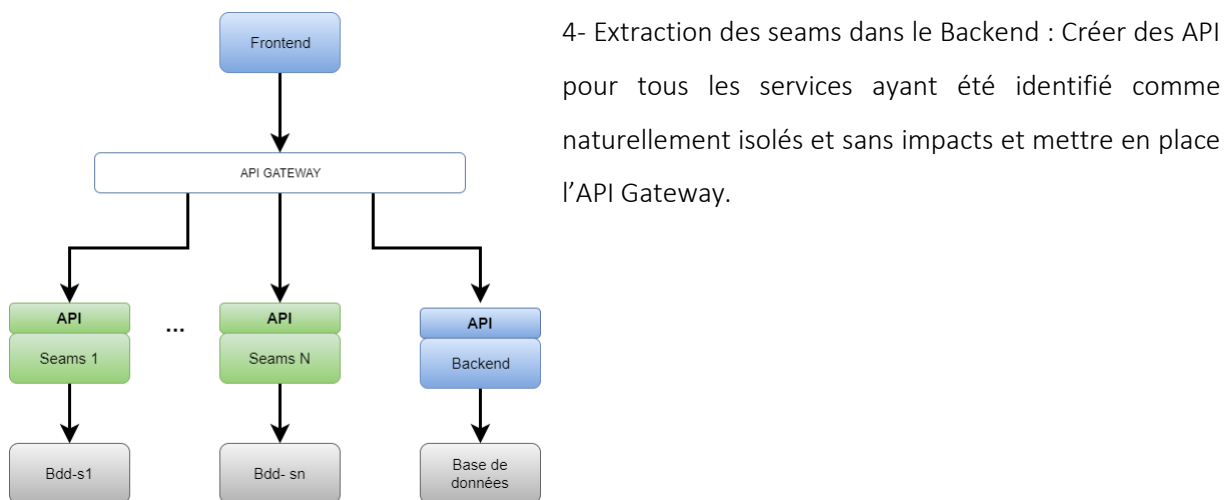 Frontend
API GATEWAY
API
Seams 1
...
API
Seams N
API
Backend
Bdd-s1
Bdd- sn
Base de
données
4- Extraction des seams dans le Backend : Créer des API
pour tous les services ayant été identifié comme
naturellement isolés et sans impacts et mettre en place
l’API Gateway.